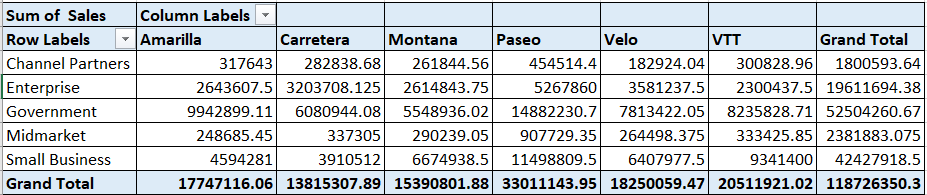 Sum of  Sales Column Labels
Row Labels Amarilla Carretera Montana Paseo Velo VTT Grand Total
Channel Partners 317643 282838.68 261844.56 454514.4 182924.04 300828.96 1800593.64
Enterprise 2643607.5 3203708.125 2614843.75 5267860 3581237.5 2300437.5 19611694.38
Government 9942899.11 6080944.08 5548936.02 14882230.7 7813422.05 8235828.71 52504260.67
Midmarket 248685.45 337305 290239.05 907729.35 264498.375 333425.85 2381883.075
Small Business 4594281 3910512 6674938.5 11498809.5 6407977.5 9341400 42427918.5
Grand Total 17747116.06 13815307.89 15390801.88 33011143.95 18250059.47 20511921.02 118726350.3